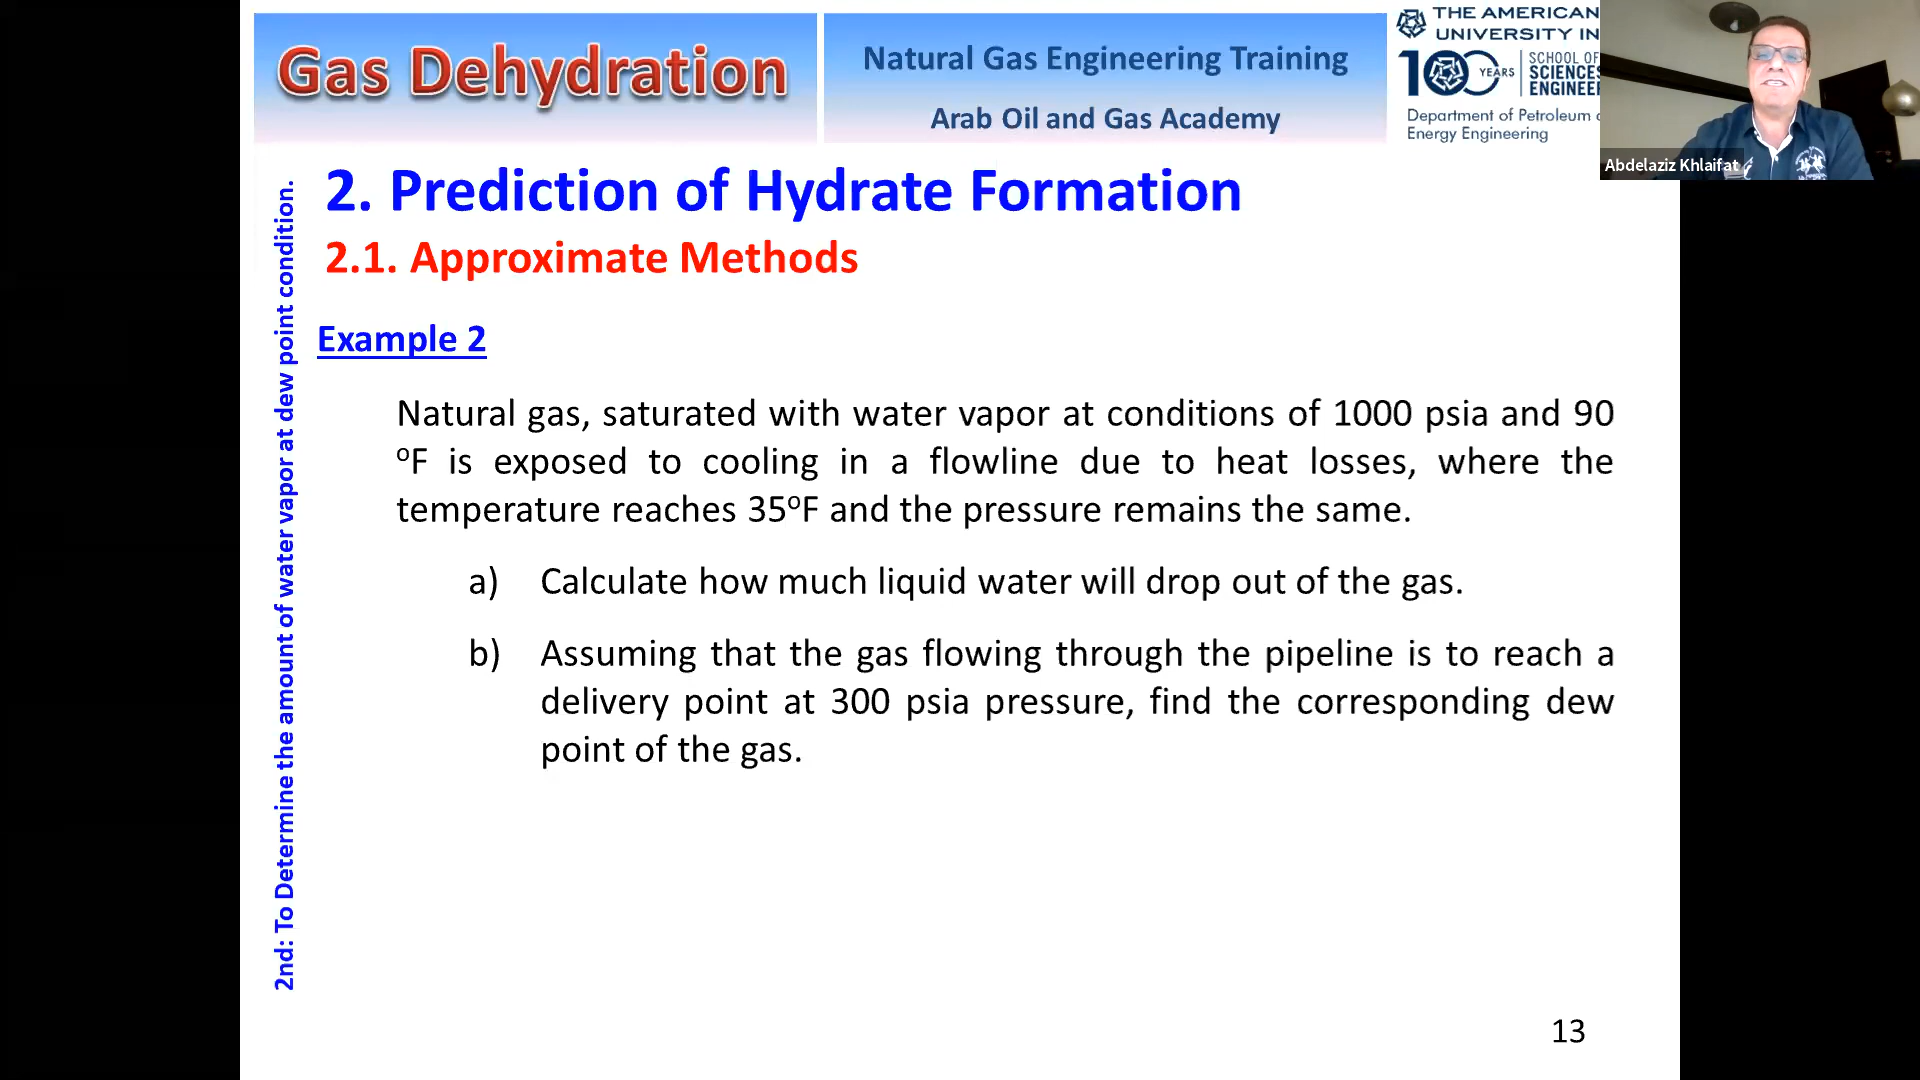 Gas Dehydration
Natural Gas Engineering Training
Arab Oil and Gas Academy
THE AMERICAN
UNIVERSITY IN
100 YEARS
SCHOOL OF
SCIENCES
ENGINEE
Department of Petroleum
Energy Engineering
Abdelaziz Khlaifat
2. Prediction of Hydrate Formation
2.1. Approximate Methods
2nd: To Determine the amount of water vapor at dew point condition.
Example 2
Natural gas, saturated with water vapor at conditions of 1000 psia and 90
ºF is exposed to cooling in a flowline due to heat losses, where the
temperature reaches 35ºF and the pressure remains the same.
a) Calculate how much liquid water will drop out of the gas.
b) Assuming that the gas flowing through the pipeline is to reach a
delivery point at 300 psia pressure, find the corresponding dew
point of the gas.
13